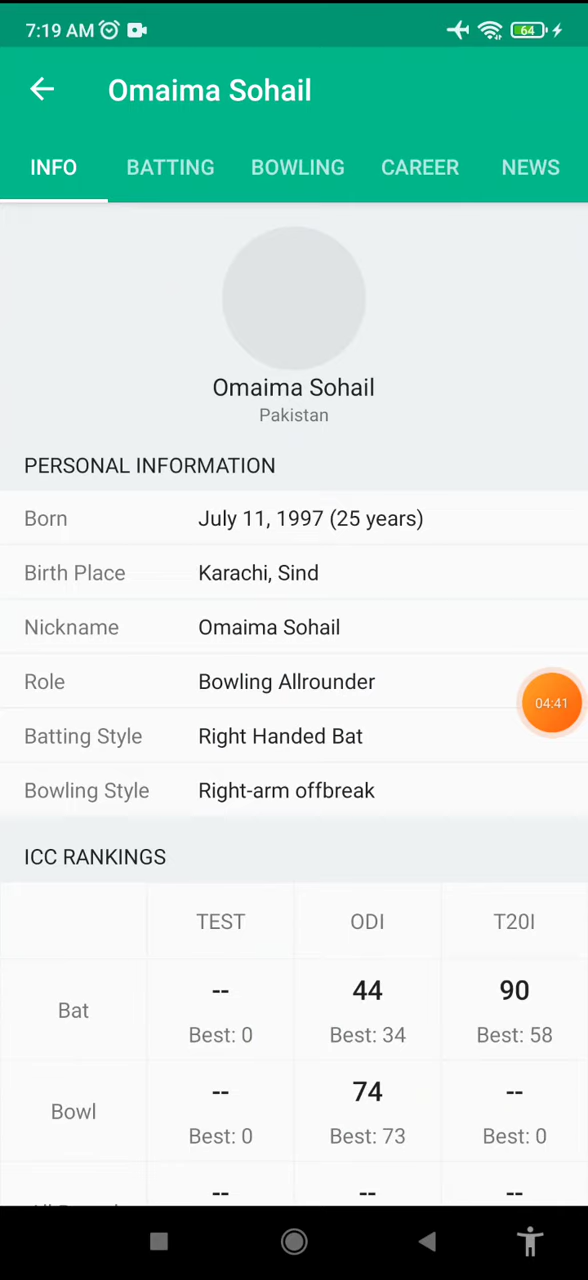 7:19 AM 64
Omaima Sohail
INFO BATTING BOWLING CAREER NEWS
Omaima Sohail
Pakistan
PERSONAL INFORMATION
Born July 11, 1997 (25 years)
Birth Place Karachi, Sind
Nickname Omaima Sohail
Role Bowling Allrounder
04:41
Batting Style Right Handed Bat
Bowling Style Right-arm offbreak
ICC RANKINGS
TEST ODI T20I
Bat -- 44 90
Best: 0 Best: 34 Best: 58
Bowl -- 74 --
Best: 0 Best: 73 Best: 0
-- -- --